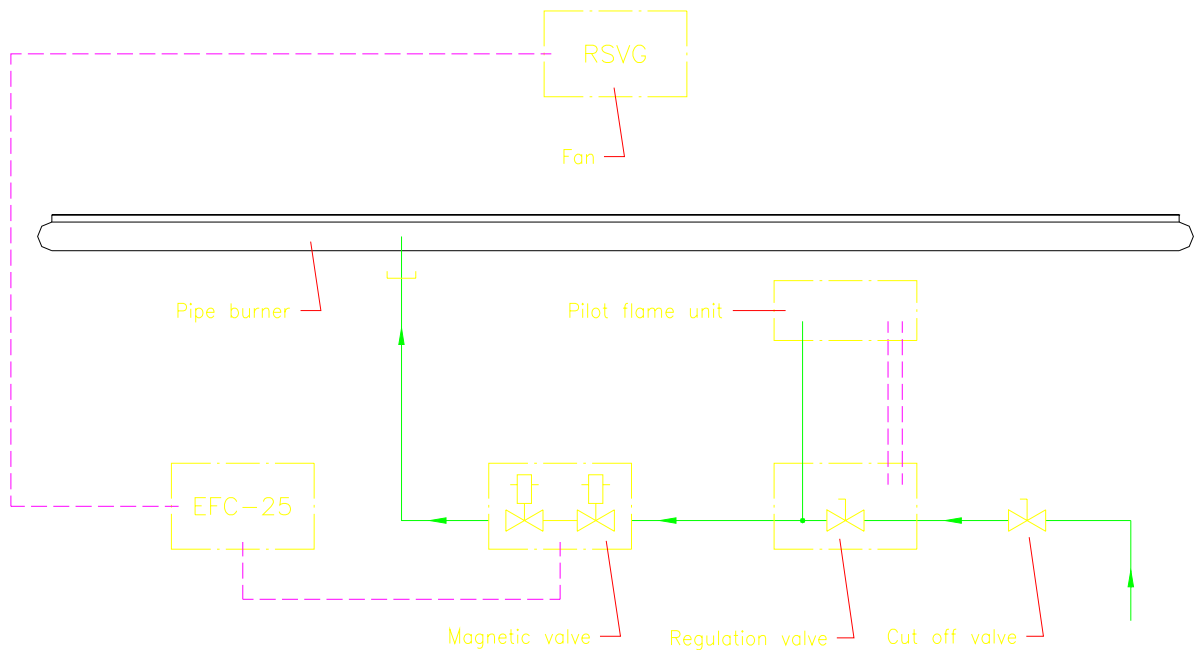 RSVG
Fan
Pipe burner
Pilot flame unit
EFC-25
Magnetic valve
Regulation valve
Cut off valve